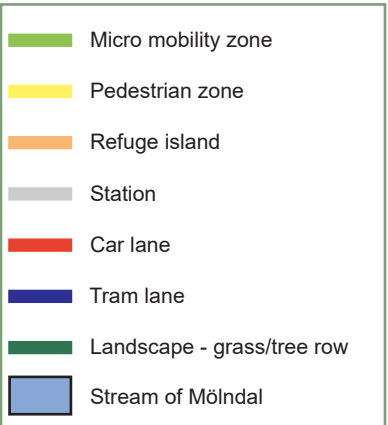 Micro mobility zone
Pedestrian zone
Refuge island
Station
Car lane
Tram lane
Landscape - grass/tree row
Stream of Mölndal